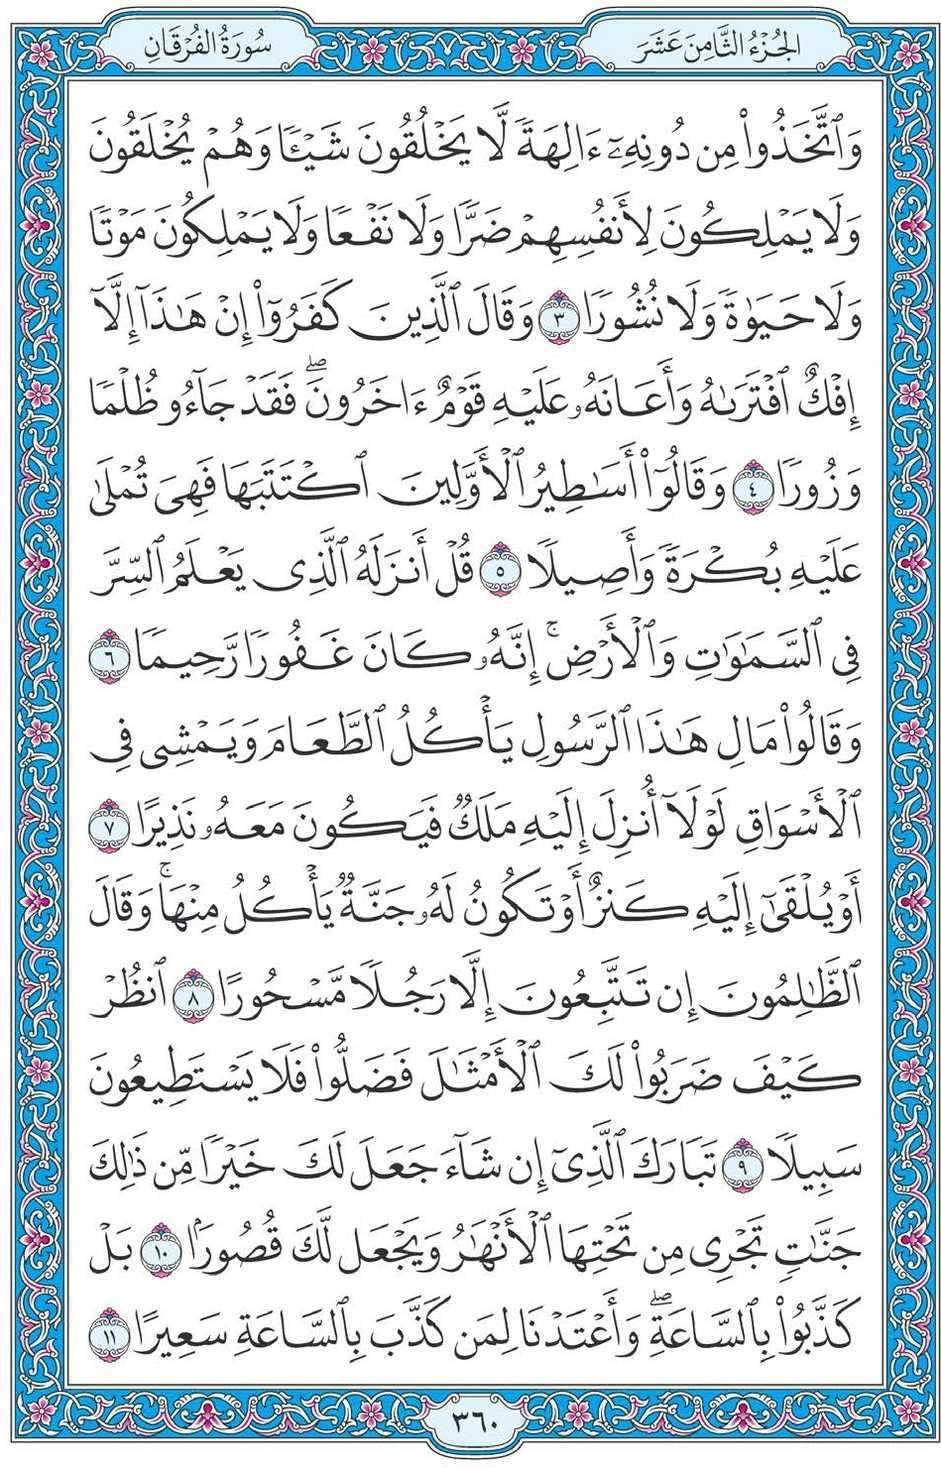 الجُزْءُ الثَّامِنَ عَشَرَ
سُورَةُ الفُرْقَانِ
وَٱتَّخَذُوا۟ مِن دُونِهِۦٓ ءَالِهَةً لَّا يَخْلُقُونَ شَيْـًٔا وَهُمْ يُخْلَقُونَ
وَلَا يَمْلِكُونَ لِأَنفُسِهِمْ ضَرًّا وَلَا نَفْعًا وَلَا يَمْلِكُونَ مَوْتًا
وَلَا حَيَوٰةً وَلَا نُشُورًا ٣ وَقَالَ ٱلَّذِينَ كَفَرُوٓا۟ إِنْ هَـٰذَآ إِلَّآ
إِفْكٌ ٱفْتَرَىٰهُ وَأَعَانَهُۥ عَلَيْهِ قَوْمٌ ءَاخَرُونَ ۖ فَقَدْ جَآءُو ظُلْمًا
وَزُورًا ٤ وَقَالُوٓا۟ أَسَـٰطِيرُ ٱلْأَوَّلِينَ ٱكْتَتَبَهَا فَهِىَ تُمْلَىٰ
عَلَيْهِ بُكْرَةً وَأَصِيلًا ٥ قُلْ أَنزَلَهُ ٱلَّذِى يَعْلَمُ ٱلسِّرَّ
فِى ٱلسَّمَـٰوَٰتِ وَٱلْأَرْضِ ۚ إِنَّهُۥ كَانَ غَفُورًا رَّحِيمًا ٦
وَقَالُوا۟ مَالِ هَـٰذَا ٱلرَّسُولِ يَأْكُلُ ٱلطَّعَامَ وَيَمْشِى فِى
ٱلْأَسْوَاقِ لَوْلَآ أُنزِلَ إِلَيْهِ مَلَكٌ فَيَكُونَ مَعَهُۥ نَذِيرًا ٧
أَوْ يُلْقَىٰٓ إِلَيْهِ كَنزٌ أَوْ تَكُونُ لَهُۥ جَنَّةٌ يَأْكُلُ مِنْهَا ۚ وَقَالَ
ٱلظَّـٰلِمُونَ إِن تَتَّبِعُونَ إِلَّا رَجُلًا مَّسْحُورًا ٨ ٱنظُرْ
كَيْفَ ضَرَبُوا۟ لَكَ ٱلْأَمْثَـٰلَ فَضَلُّوا۟ فَلَا يَسْتَطِيعُونَ
سَبِيلًا ٩ تَبَارَكَ ٱلَّذِىٓ إِن شَآءَ جَعَلَ لَكَ خَيْرًا مِّن ذَٰلِكَ
جَنَّـٰتٍ تَجْرِى مِن تَحْتِهَا ٱلْأَنْهَـٰرُ وَيَجْعَل لَّكَ قُصُورًۢا ١٠ بَلْ
كَذَّبُوا۟ بِٱلسَّاعَةِ ۖ وَأَعْتَدْنَا لِمَن كَذَّبَ بِٱلسَّاعَةِ سَعِيرًا ١١
٣٦٠